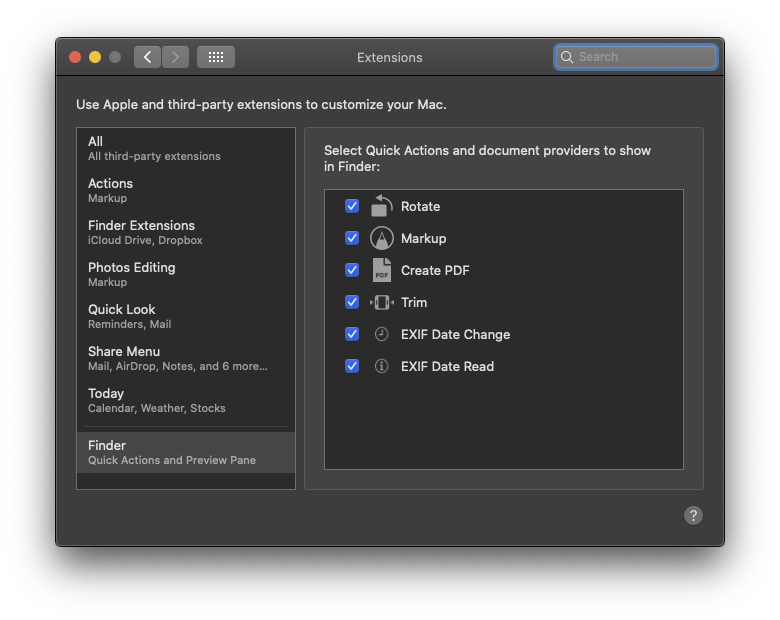 Extensions
Search
Use Apple and third-party extensions to customize your Mac.
All
All third-party extensions
Actions
Markup
Finder Extensions
iCloud Drive, Dropbox
Photos Editing
Markup
Quick Look
Reminders, Mail
Share Menu
Mail, AirDrop, Notes, and 6 more...
Today
Calendar, Weather, Stocks
Finder
Quick Actions and Preview Pane
Select Quick Actions and document providers to show
in Finder:
Rotate
Markup
PDF
Create PDF
Trim
EXIF Date Change
EXIF Date Read
?